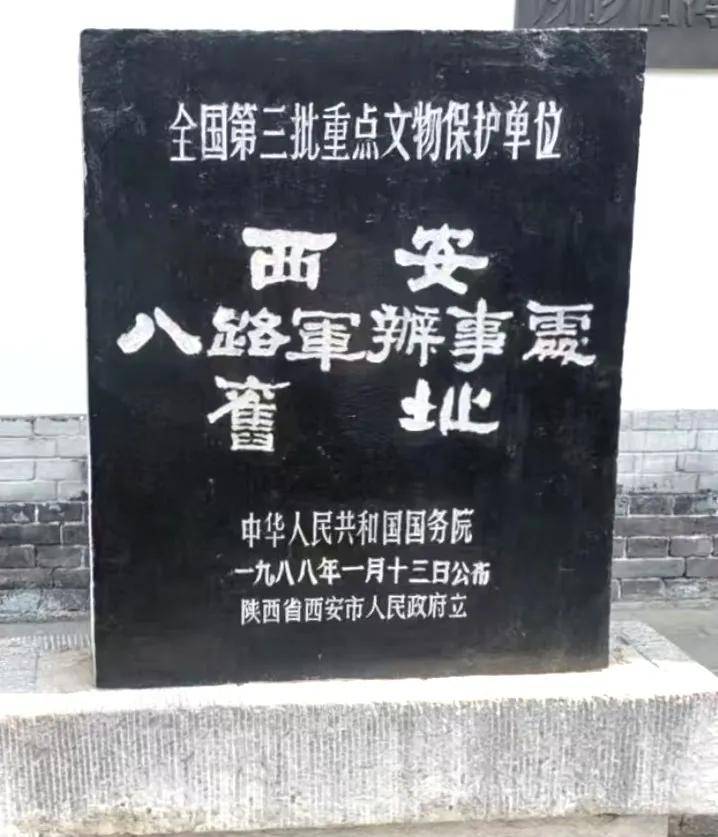 全国第三批重点文物保护单位
西安
八路軍辦事處
舊址
中华人民共和国国务院
一九八八年一月十三日公布
陕西省西安市人民政府立